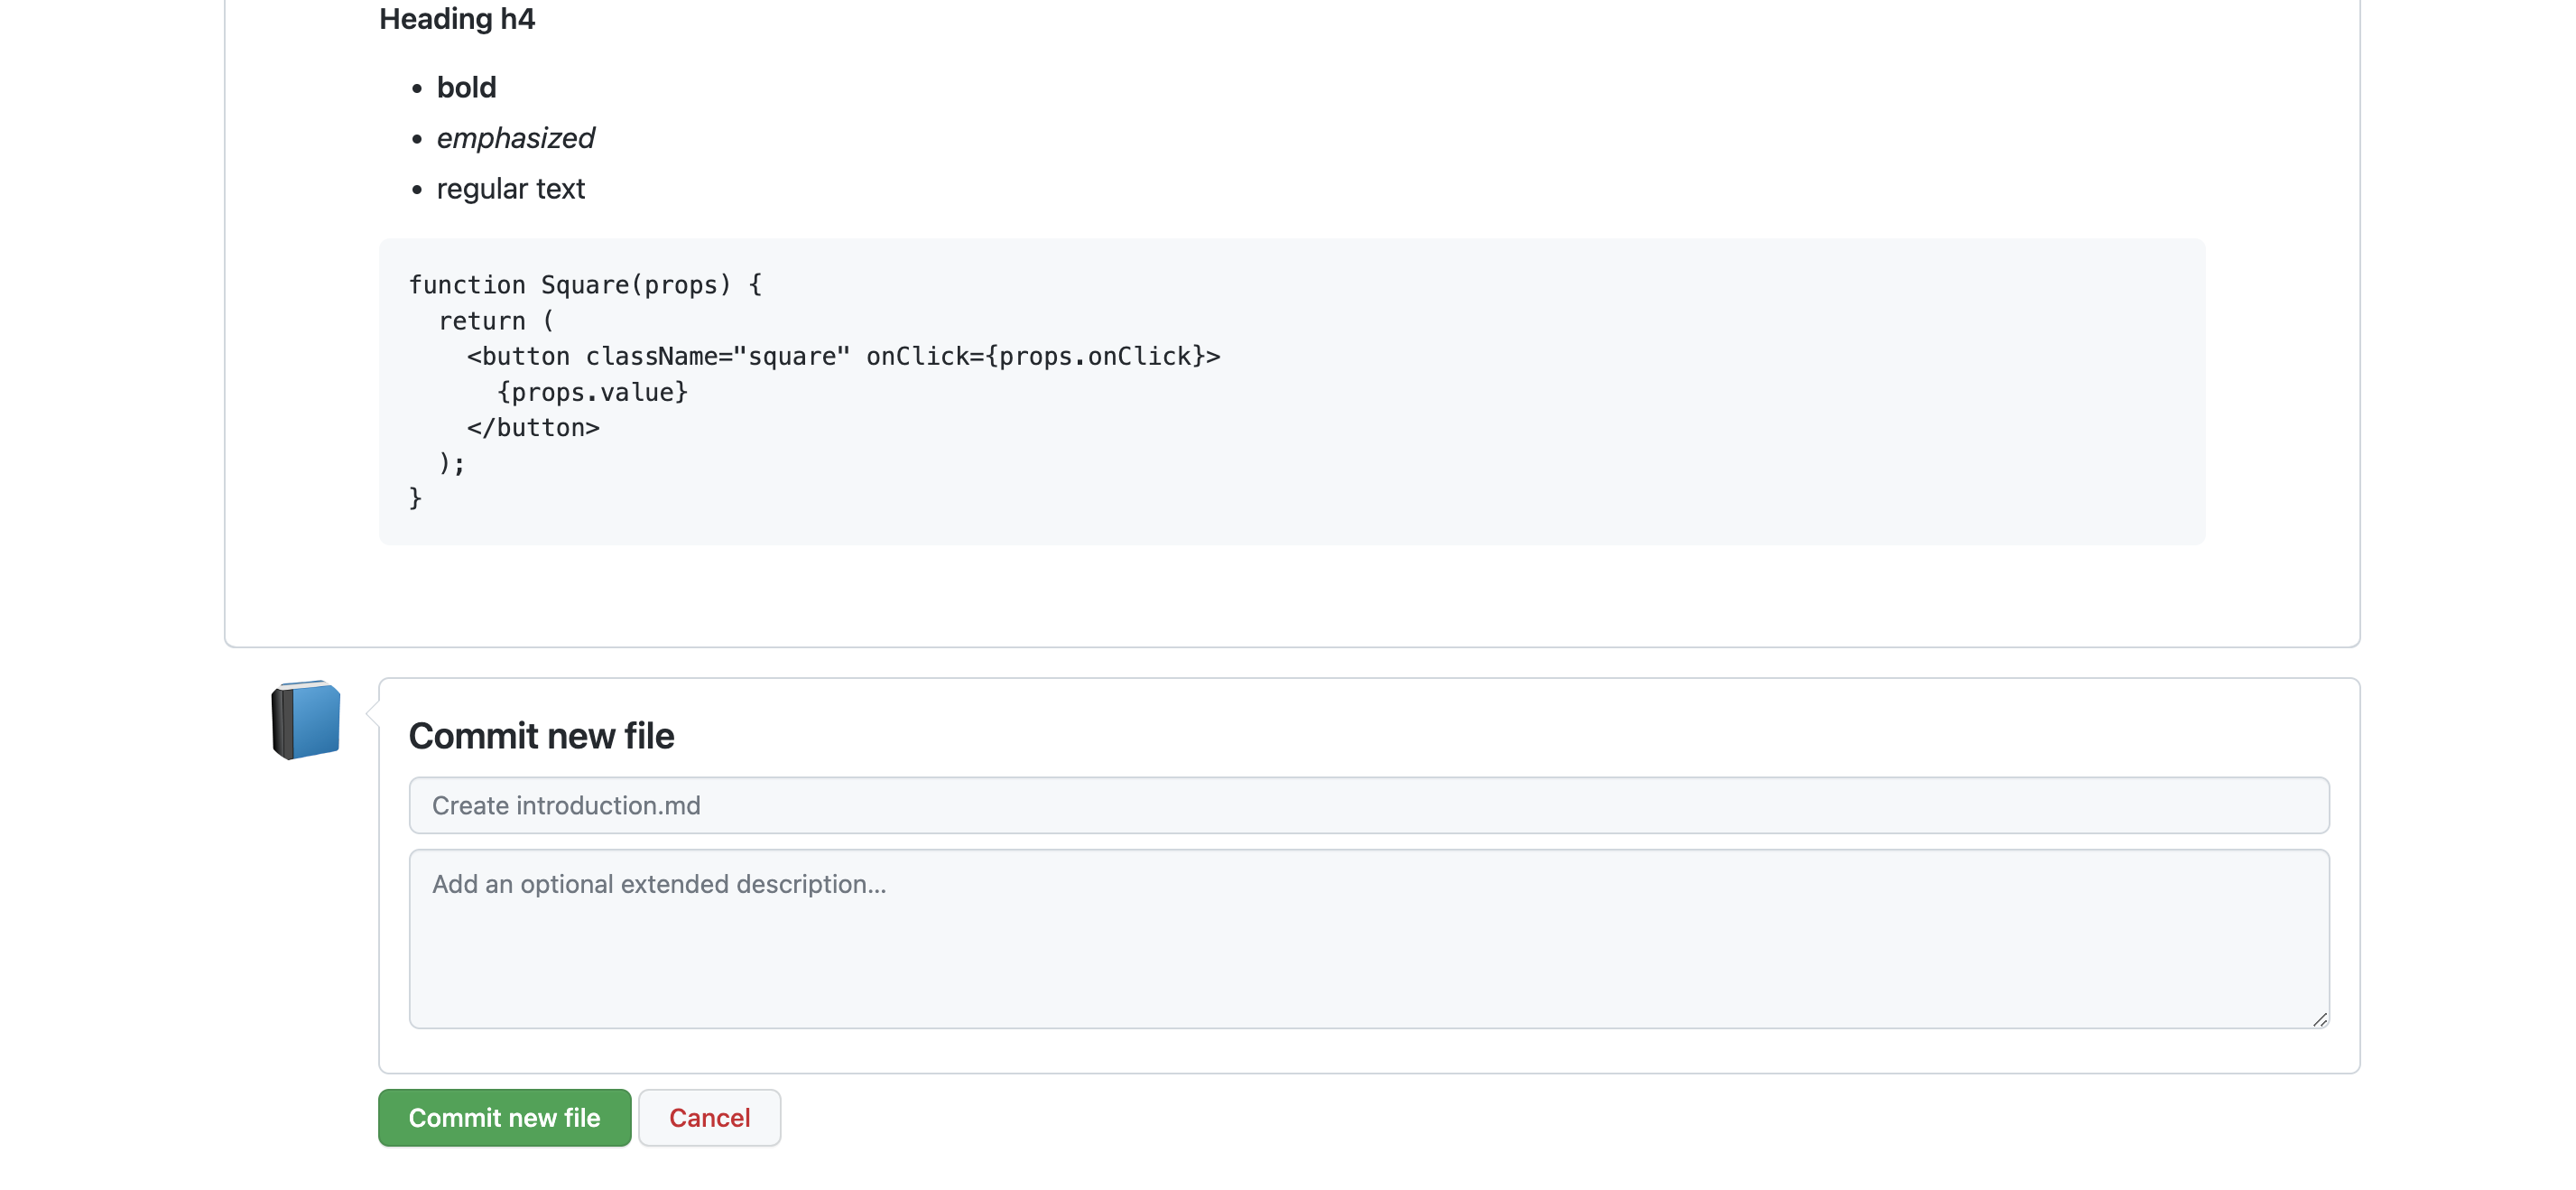 Heading h4
• bold
• emphasized
• regular text
function Square(props) {
  return (
    <button className="square" onClick={props.onClick}>
      {props.value}
    </button>
  );
}
Commit new file
Create introduction.md
Add an optional extended description...
Commit new file
Cancel